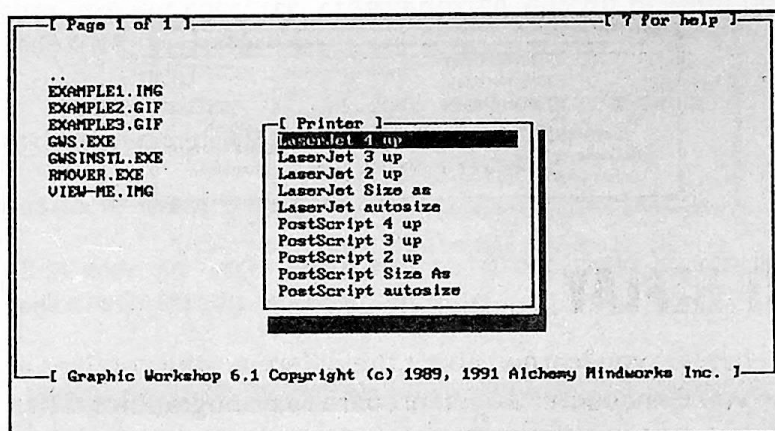 [ Page 1 of 1 ]
[ ? for help ]
..
EXAMPLE1.IMG
EXAMPLE2.GIF
EXAMPLE3.GIF
GWS.EXE
GWSINSTL.EXE
RMOVER.EXE
VIEW-ME.IMG
[ Printer ]
LaserJet 4 up
LaserJet 3 up
LaserJet 2 up
LaserJet Size as
LaserJet autosize
PostScript 4 up
PostScript 3 up
PostScript 2 up
PostScript Size As
PostScript autosize
[ Graphic Workshop 6.1 Copyright (c) 1989, 1991 Alchemy Mindworks Inc. ]